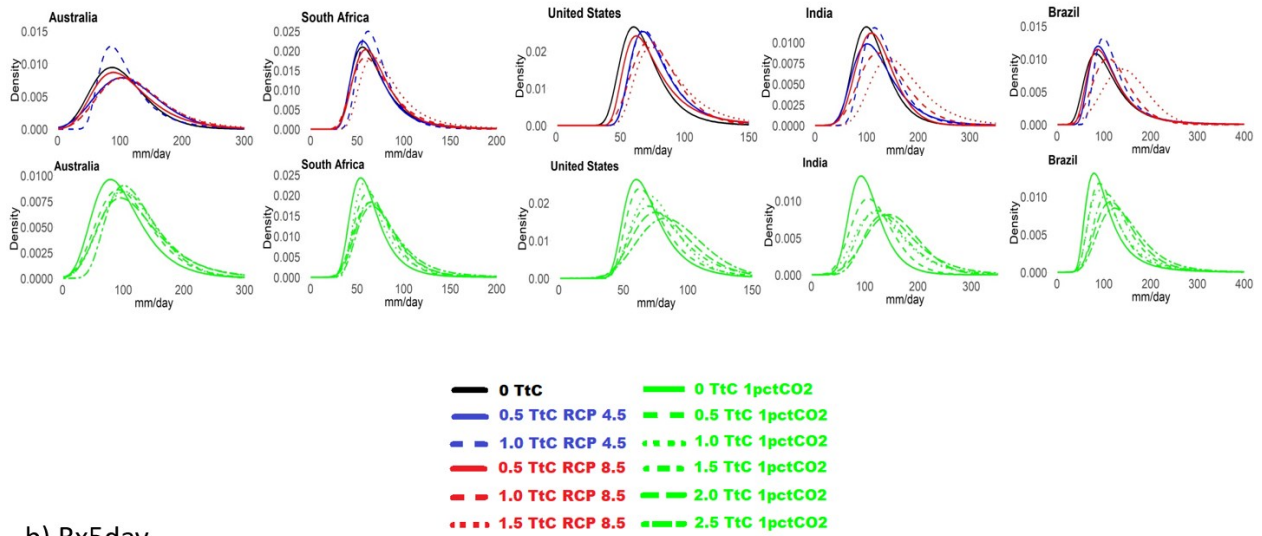 Australia
South Africa
United States
India
Brazil
0.015
0.010
0.005
0.000
Density
0 100 200 300
mm/day
0.025
0.020
0.015
0.010
0.005
0.000
Density
0 50 100 150 200
mm/day
0.02
0.01
0.00
Density
0 50 100 150
mm/day
0.0100
0.0075
0.0050
0.0025
0.0000
Density
0 100 200 300
mm/day
0.015
0.010
0.005
0.000
Density
0 100 200 300 400
mm/day
Australia
South Africa
United States
India
Brazil
0.0100
0.0075
0.0050
0.0025
0.0000
Density
0 100 200 300
mm/day
0.025
0.020
0.015
0.010
0.005
0.000
Density
0 50 100 150 200
mm/day
0.02
0.01
0.00
Density
0 50 100 150
mm/day
0.010
0.005
0.000
Density
0 100 200 300
mm/day
0.010
0.005
0.000
Density
0 100 200 300 400
mm/day
0 TtC
0.5 TtC RCP 4.5
1.0 TtC RCP 4.5
0.5 TtC RCP 8.5
1.0 TtC RCP 8.5
1.5 TtC RCP 8.5
0 TtC 1pctCO2
0.5 TtC 1pctCO2
1.0 TtC 1pctCO2
1.5 TtC 1pctCO2
2.0 TtC 1pctCO2
2.5 TtC 1pctCO2
b) Rx5day